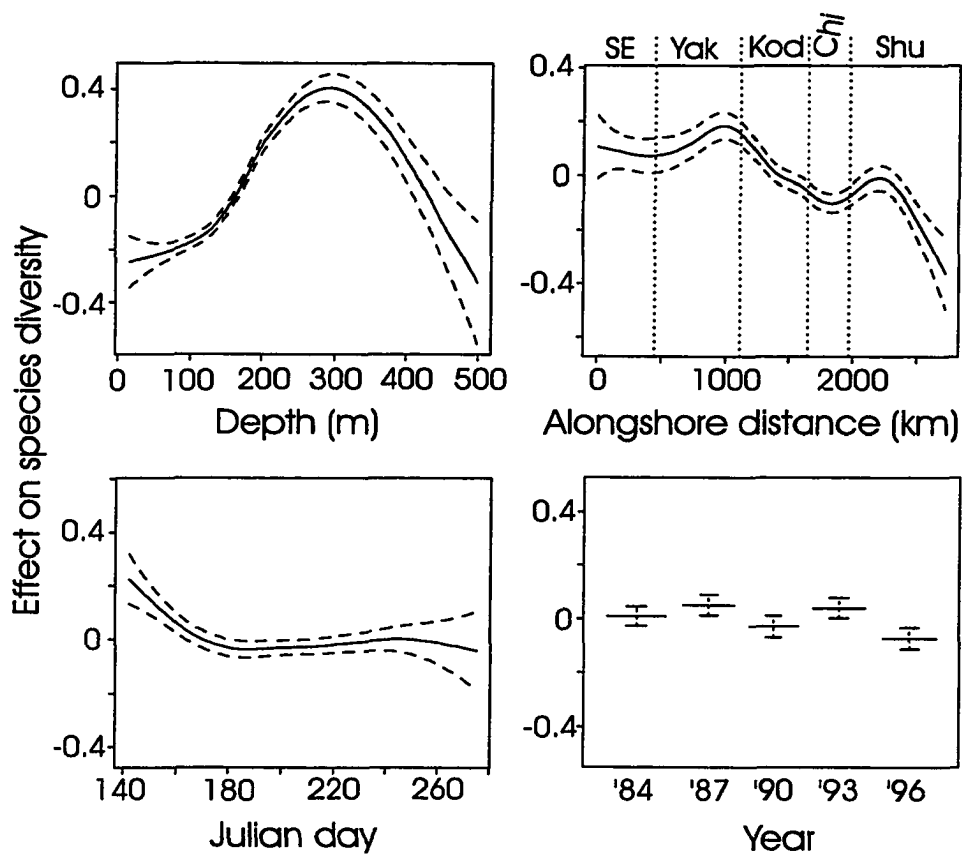 Effect on species diversity
0.4
0
-0.4
0 100 200 300 400 500
Depth (m)
SE Yak Kod Chi Shu
0.4
0
-0.4
0 1000 2000
Alongshore distance (km)
0.4
0
-0.4
140 180 220 260
Julian day
0.4
0
-0.4
'84 '87 '90 '93 '96
Year